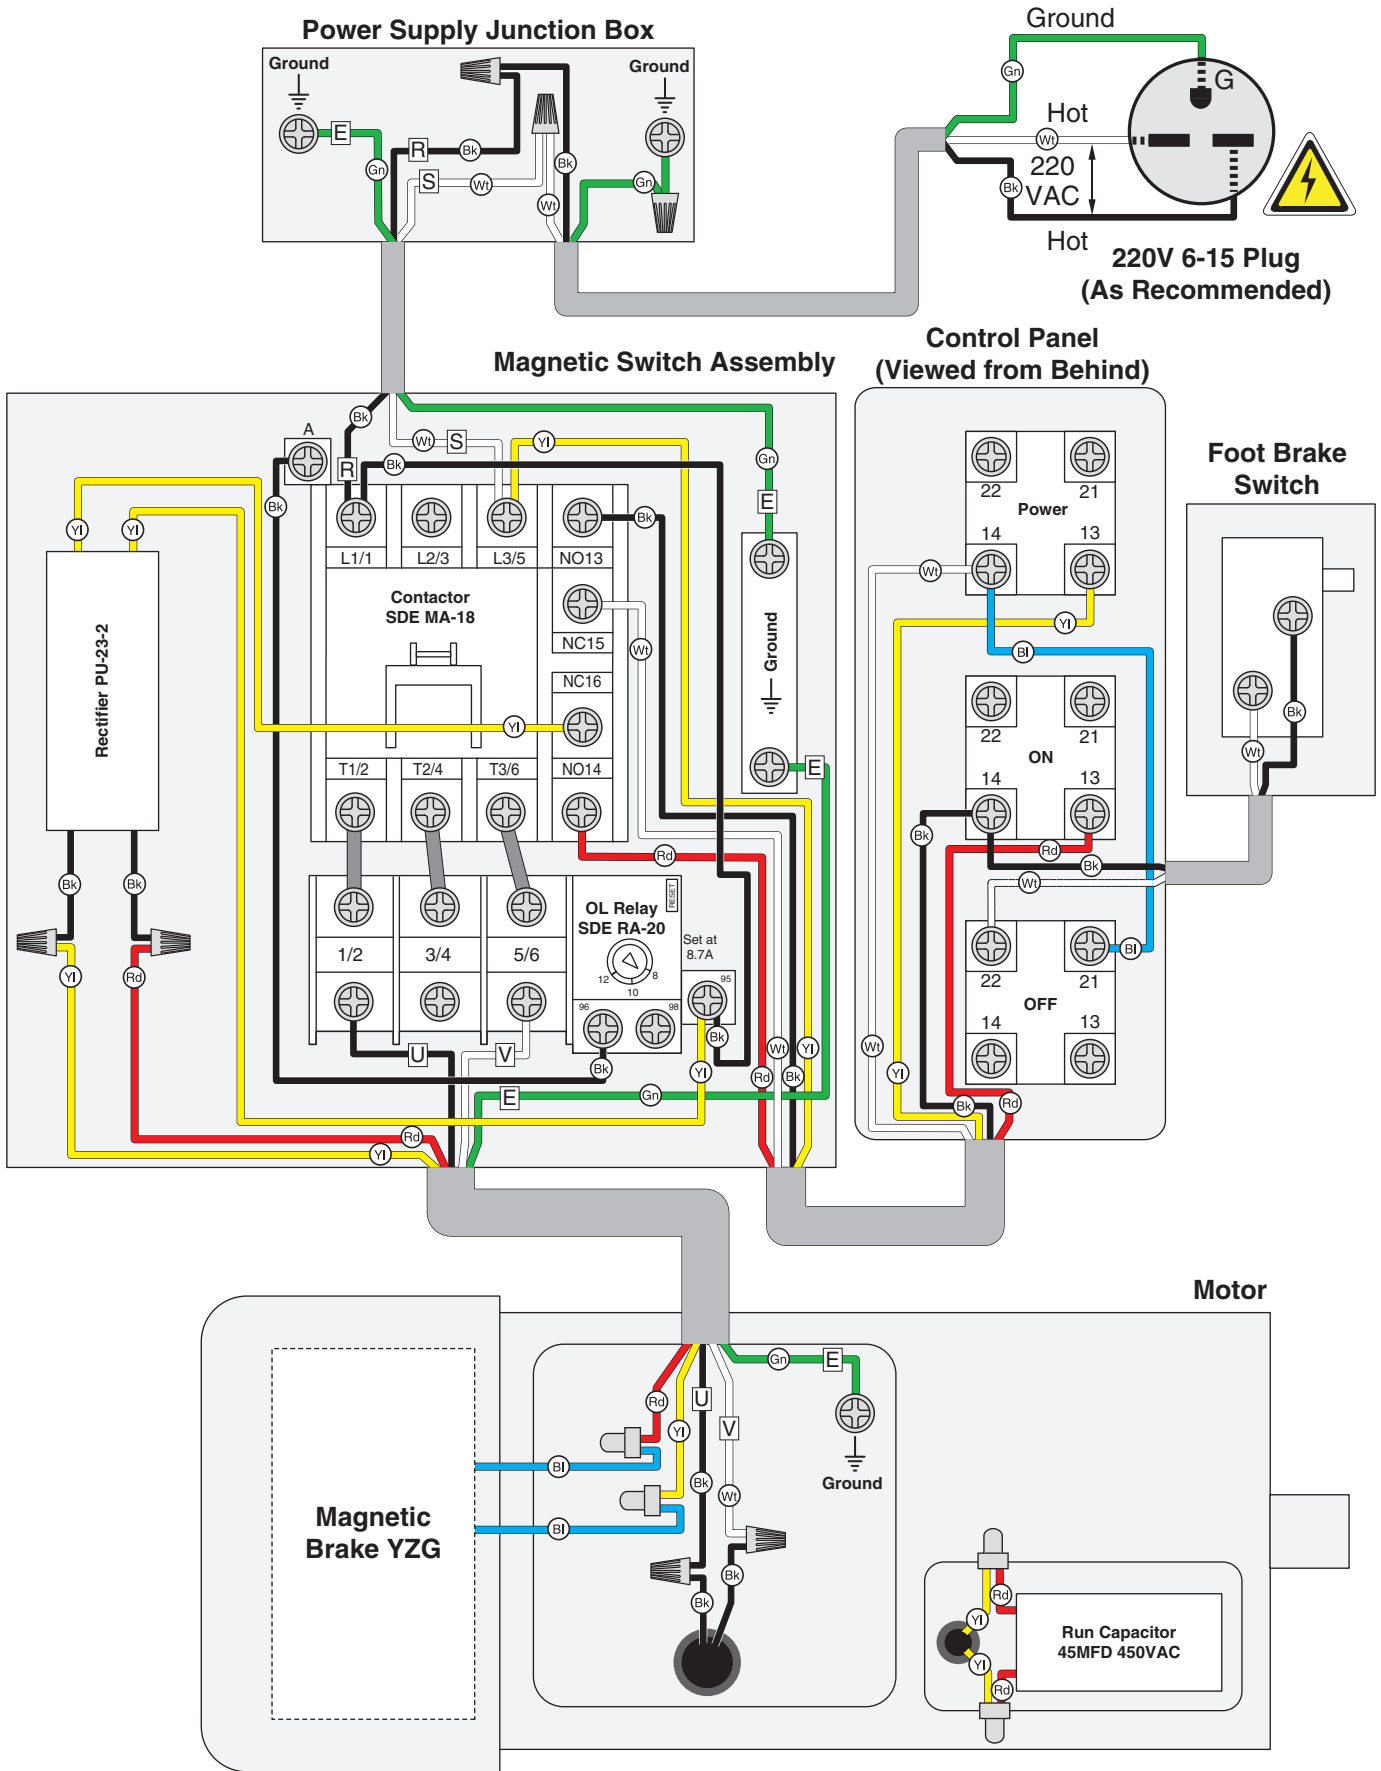 Power Supply Junction Box
Ground
Ground
E
R
Bk
Gn
S
Wt
Wt
Bk
Gn
Ground
Gn
G
Hot
Wt
220
VAC
Bk
Hot
220V 6-15 Plug
(As Recommended)
Magnetic Switch Assembly
Control Panel
(Viewed from Behind)
Foot Brake
Switch
A
Bk
Wt
S
Yl
R
Bk
Gn
E
Bk
Bk
Yl
Yl
L1/1
L2/3
L3/5
NO13
Contactor
SDE MA-18
NC15
Wt
NC16
Yl
T1/2
T2/4
T3/6
NO14
Rectifier PU-23-2
Ground
E
Rd
Bk
Bk
1/2
3/4
5/6
OL Relay
SDE RA-20
RESET
Set at
8.7A
12
10
8
96
98
95
Yl
Rd
U
V
Bk
Bk
Yl
Rd
Wt
Bk
Yl
E
Gn
Rd
Yl
22
21
Power
14
13
Wt
Yl
Bl
22
21
ON
14
13
Bk
Rd
Bk
Wt
Bl
22
21
OFF
14
13
Wt
Yl
Bk
Rd
Wt
Bk
Motor
Magnetic
Brake YZG
Gn
E
Rd
U
Yl
V
Bl
Bk
Wt
Bl
Ground
Bk
Bk
Rd
Yl
Yl
Rd
Run Capacitor
45MFD 450VAC